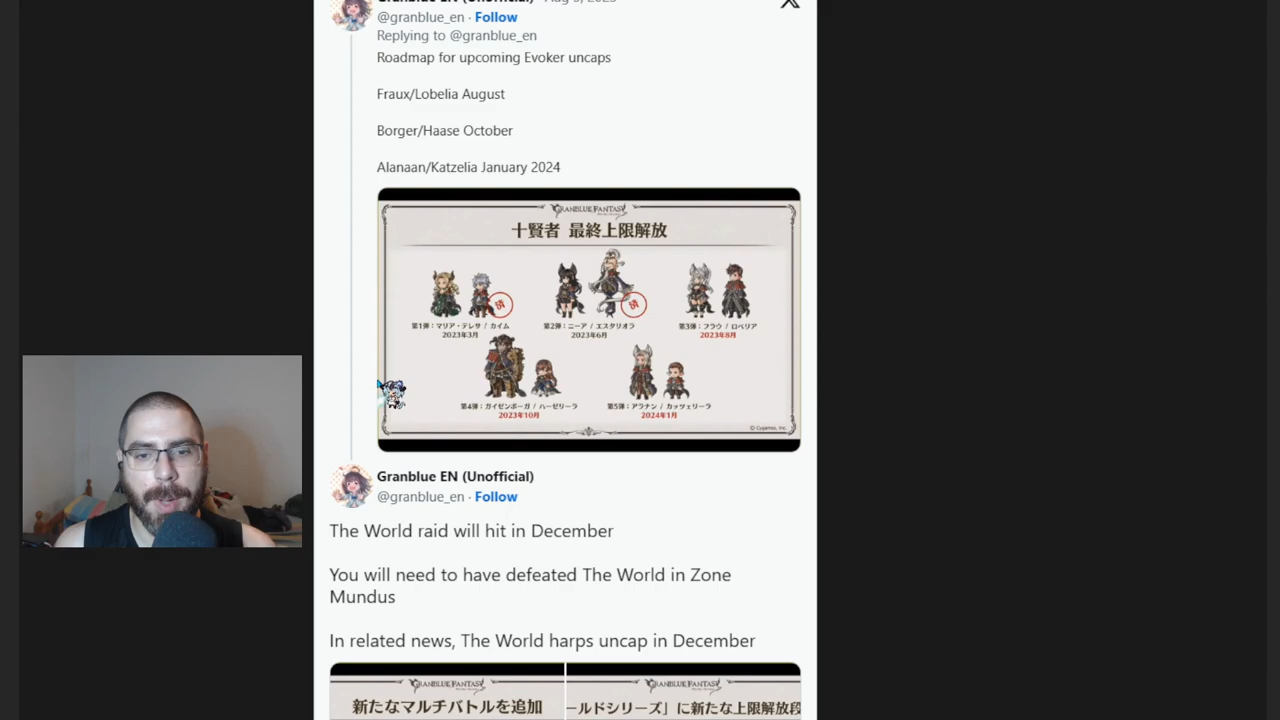 Granblue EN (Unofficial) · Aug 5, 2023
@granblue_en · Follow
Replying to @granblue_en
Roadmap for upcoming Evoker uncaps
Fraux/Lobelia August
Borger/Haase October
Alanaan/Katzelia January 2024
GRANBLUE FANTASY
十賢者 最終上限解放
済
済
第1弾：マリア・テレサ / カイム
2023年3月
第2弾：ニーア / エスタリオラ
2023年6月
第3弾：フラウ / ロベリア
2023年8月
第4弾：ガイゼンボーガ / ハーゼリーラ
2023年10月
第5弾：アラナン / カッツェリーラ
2024年1月
© Cygames, Inc.
Granblue EN (Unofficial)
@granblue_en · Follow
The World raid will hit in December
You will need to have defeated The World in Zone
Mundus
In related news, The World harps uncap in December
GRANBLUE FANTASY
新たなマルチバトルを追加
GRANBLUE FANTASY
ールドシリーズ」に新たな上限解放段